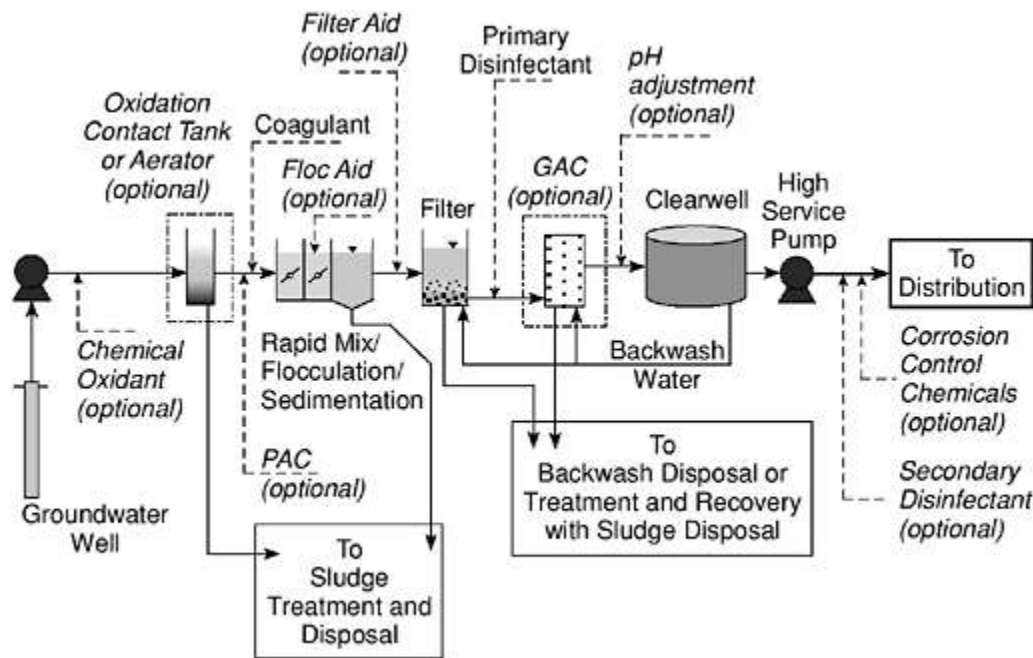 Filter Aid
(optional)
Primary
Disinfectant
pH
adjustment
(optional)
Oxidation
Contact Tank
or Aerator
(optional)
Coagulant
Floc Aid
(optional)
Filter
GAC
(optional)
Clearwell
High
Service
Pump
To
Distribution
Chemical
Oxidant
(optional)
Rapid Mix/
Flocculation/
Sedimentation
Backwash
Water
Corrosion
Control
Chemicals
(optional)
PAC
(optional)
To
Backwash Disposal or
Treatment and Recovery
with Sludge Disposal
Secondary
Disinfectant
(optional)
Groundwater
Well
To
Sludge
Treatment and
Disposal